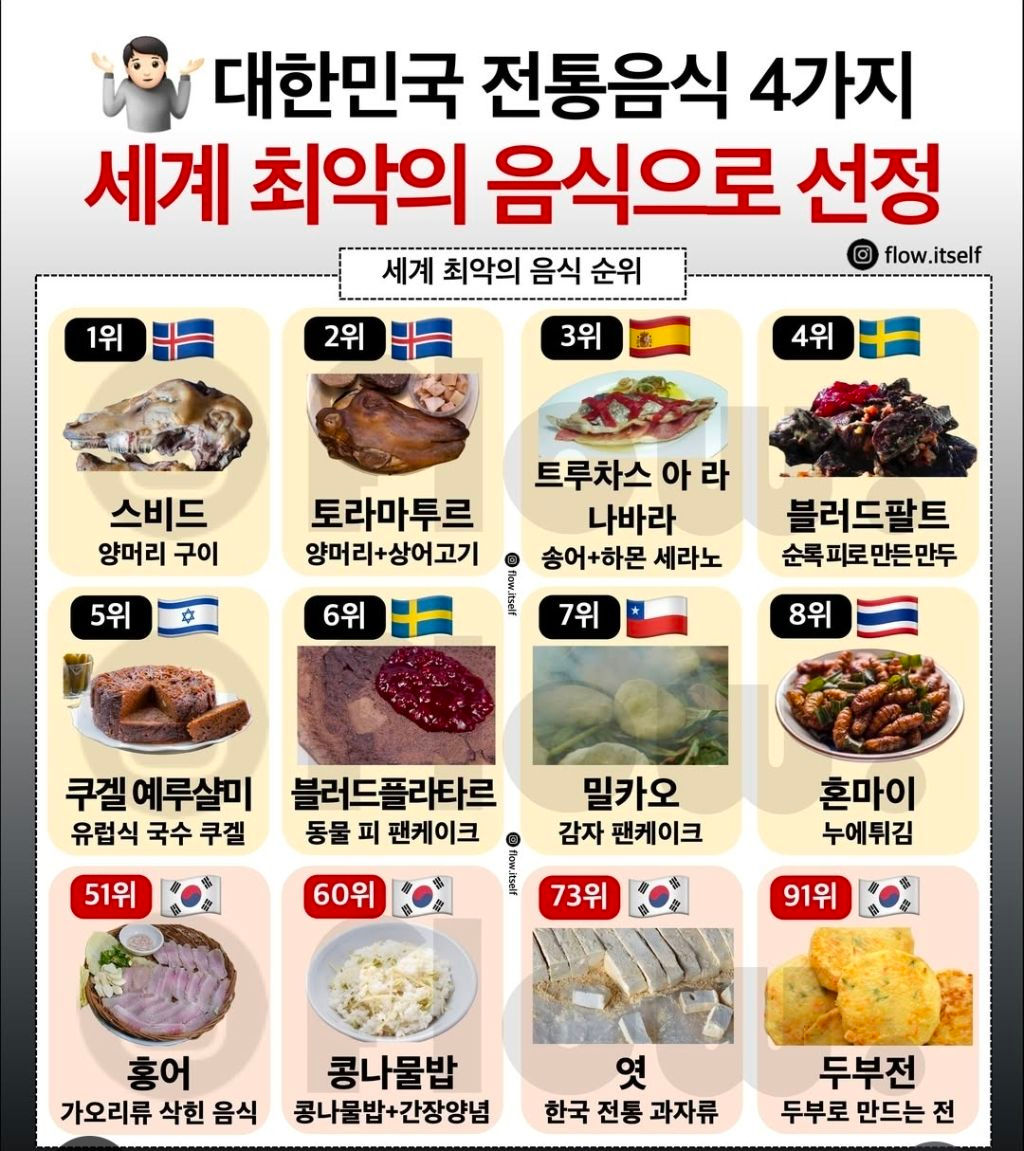 대한민국 전통음식 4가지
세계 최악의 음식으로 선정
flow.itself
세계 최악의 음식 순위
1위
스비드
양머리 구이
2위
토라마투르
양머리+상어고기
3위
트루차스 아 라
나바라
송어+하몬 세라노
4위
블러드팔트
순록 피로 만든 만두
flow.itself
5위
쿠겔 예루샬미
유럽식 국수 쿠겔
6위
블러드플라타르
동물 피 팬케이크
7위
밀카오
감자 팬케이크
8위
혼마이
누에튀김
flow.itself
51위
홍어
가오리류 삭힌 음식
60위
콩나물밥
콩나물밥+간장양념
73위
엿
한국 전통 과자류
91위
두부전
두부로 만드는 전